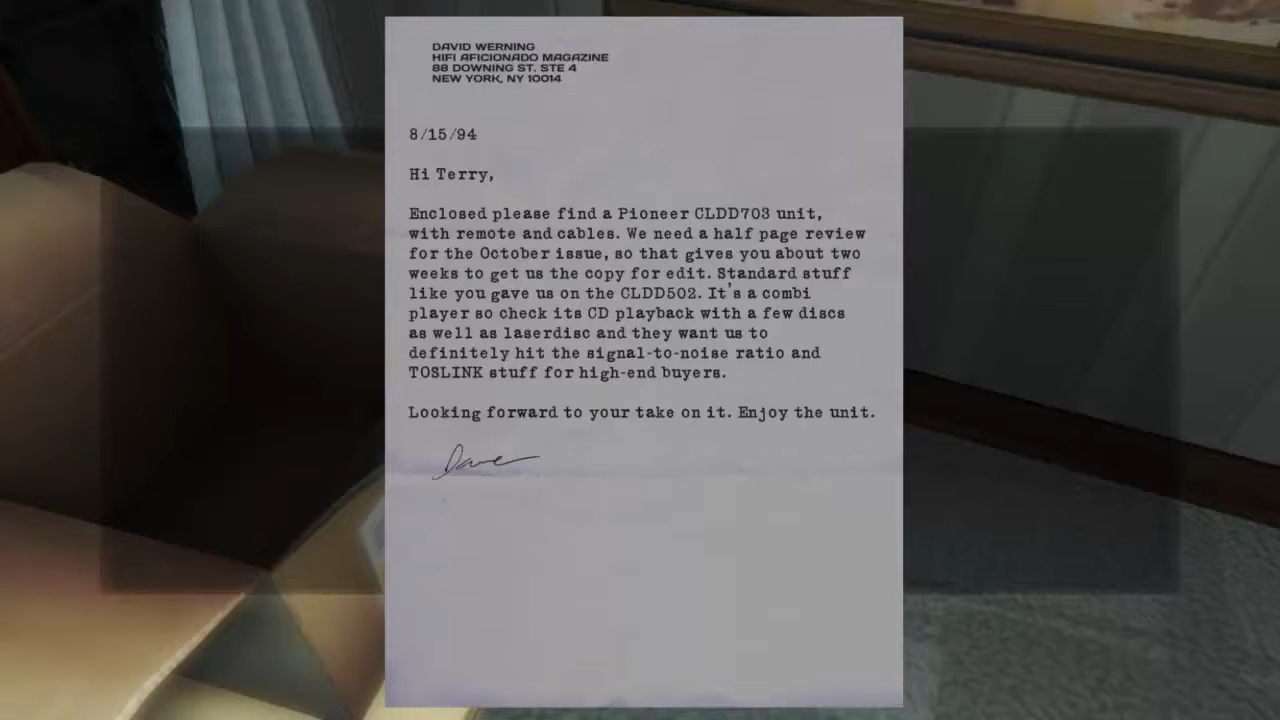 DAVID WERNING
HIFI AFICIONADO MAGAZINE
88 DOWNING ST. STE 4
NEW YORK, NY 10014
8/15/94
Hi Terry,
Enclosed please find a Pioneer CLDD703 unit,
with remote and cables. We need a half page review
for the October issue, so that gives you about two
weeks to get us the copy for edit. Standard stuff
like you gave us on the CLDD502. It's a combi
player so check its CD playback with a few discs
as well as laserdisc and they want us to
definitely hit the signal-to-noise ratio and
TOSLINK stuff for high-end buyers.
Looking forward to your take on it. Enjoy the unit.
Dave